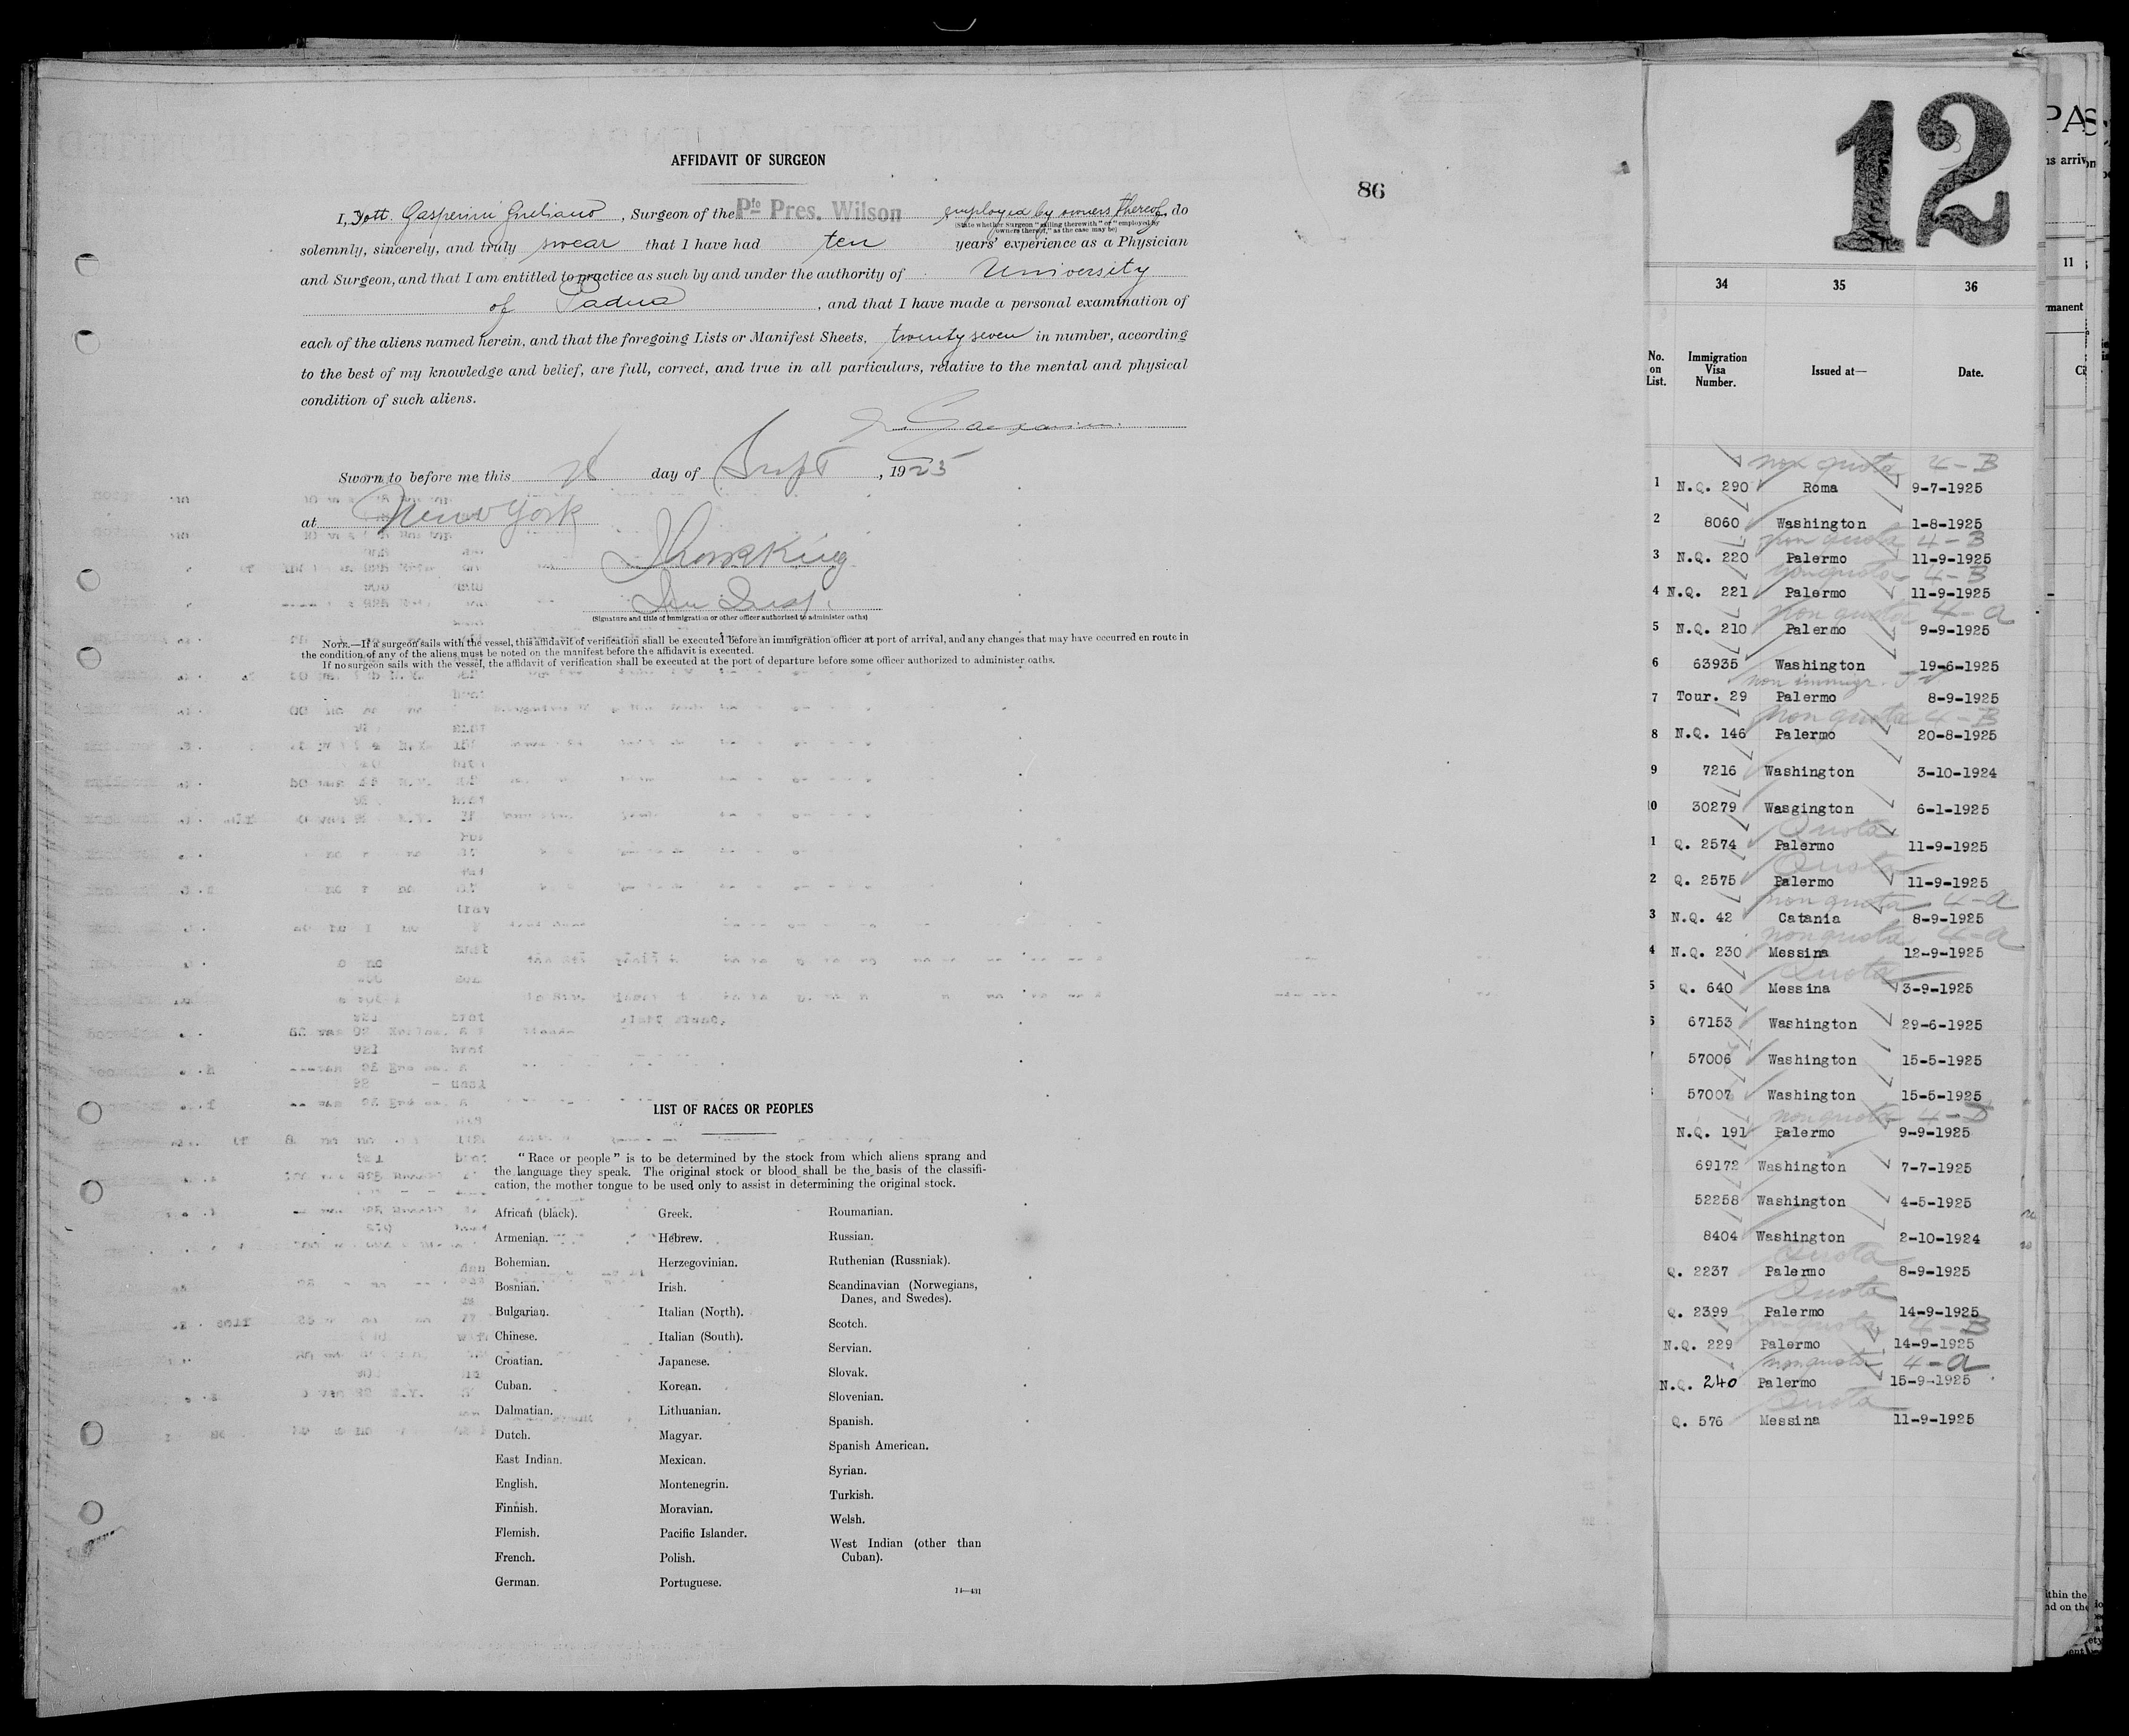 AFFIDAVIT OF SURGEON
86
I, Dott. Gasperini Giuliano, Surgeon of the Pfo Pres. Wilson employed by owners thereof, do
(State whether Surgeon "sailing therewith" or "employed by
owners thereof," as the case may be)
solemnly, sincerely, and truly swear that I have had ten years' experience as a Physician
and Surgeon, and that I am entitled to practice as such by and under the authority of University
of Padua, and that I have made a personal examination of
each of the aliens named herein, and that the foregoing Lists or Manifest Sheets, twenty seven in number, according
to the best of my knowledge and belief, are full, correct, and true in all particulars, relative to the mental and physical
condition of such aliens.
Sworn to before me this day of Sept, 1925
at New York
(Signature and title of immigration or other officer authorized to administer oaths)
NOTE.—If a surgeon sails with the vessel, this affidavit of verification shall be executed before an immigration officer at port of arrival, and any changes that may have occurred en route in
the condition of any of the aliens must be noted on the manifest before the affidavit is executed.
If no surgeon sails with the vessel, the affidavit of verification shall be executed at the port of departure before some officer authorized to administer oaths.
LIST OF RACES OR PEOPLES
"Race or people" is to be determined by the stock from which aliens sprang and
the language they speak. The original stock or blood shall be the basis of the classifi-
cation, the mother tongue to be used only to assist in determining the original stock.
African (black).
Armenian.
Bohemian.
Bosnian.
Bulgarian.
Chinese.
Croatian.
Cuban.
Dalmatian.
Dutch.
East Indian.
English.
Finnish.
Flemish.
French.
German.
Greek.
Hebrew.
Herzegovinian.
Irish.
Italian (North).
Italian (South).
Japanese.
Korean.
Lithuanian.
Magyar.
Mexican.
Montenegrin.
Moravian.
Pacific Islander.
Polish.
Portuguese.
Roumanian.
Russian.
Ruthenian (Russniak).
Scandinavian (Norwegians,
Danes, and Swedes).
Scotch.
Servian.
Slovak.
Slovenian.
Spanish.
Spanish American.
Syrian.
Turkish.
Welsh.
West Indian (other than
Cuban).
14—431
12
34 35 36
No. on List. Immigration Visa Number. Issued at— Date.
non quota 4-B
1 N.Q. 290 Roma 9-7-1925
2 8060 Washington 1-8-1925
non quota 4-B
3 N.Q. 220 Palermo 11-9-1925
non quota 4-B
4 N.Q. 221 Palermo 11-9-1925
non quota 4-a
5 N.Q. 210 Palermo 9-9-1925
6 63935 Washington 19-6-1925
non immigr.
7 Tour. 29 Palermo 8-9-1925
non quota 4-B
8 N.Q. 146 Palermo 20-8-1925
9 7216 Washington 3-10-1924
10 30279 Wasgington 6-1-1925
Quota
1 Q. 2574 Palermo 11-9-1925
Quota
2 Q. 2575 Palermo 11-9-1925
non quota 4-a
3 N.Q. 42 Catania 8-9-1925
non quota 4-a
4 N.Q. 230 Messina 12-9-1925
Quota
5 Q. 640 Messina 3-9-1925
67153 Washington 29-6-1925
57006 Washington 15-5-1925
57007 Washington 15-5-1925
non quota 4-D
N.Q. 191 Palermo 9-9-1925
69172 Washington 7-7-1925
52258 Washington 4-5-1925
8404 Washington 2-10-1924
Quota
Q. 2237 Palermo 8-9-1925
Quota
Q. 2399 Palermo 14-9-1925
non quota 4-B
N.Q. 229 Palermo 14-9-1925
non quota 4-a
N.Q. 240 Palermo 15-9-1925
Quota
Q. 576 Messina 11-9-1925
PAS
11
manent